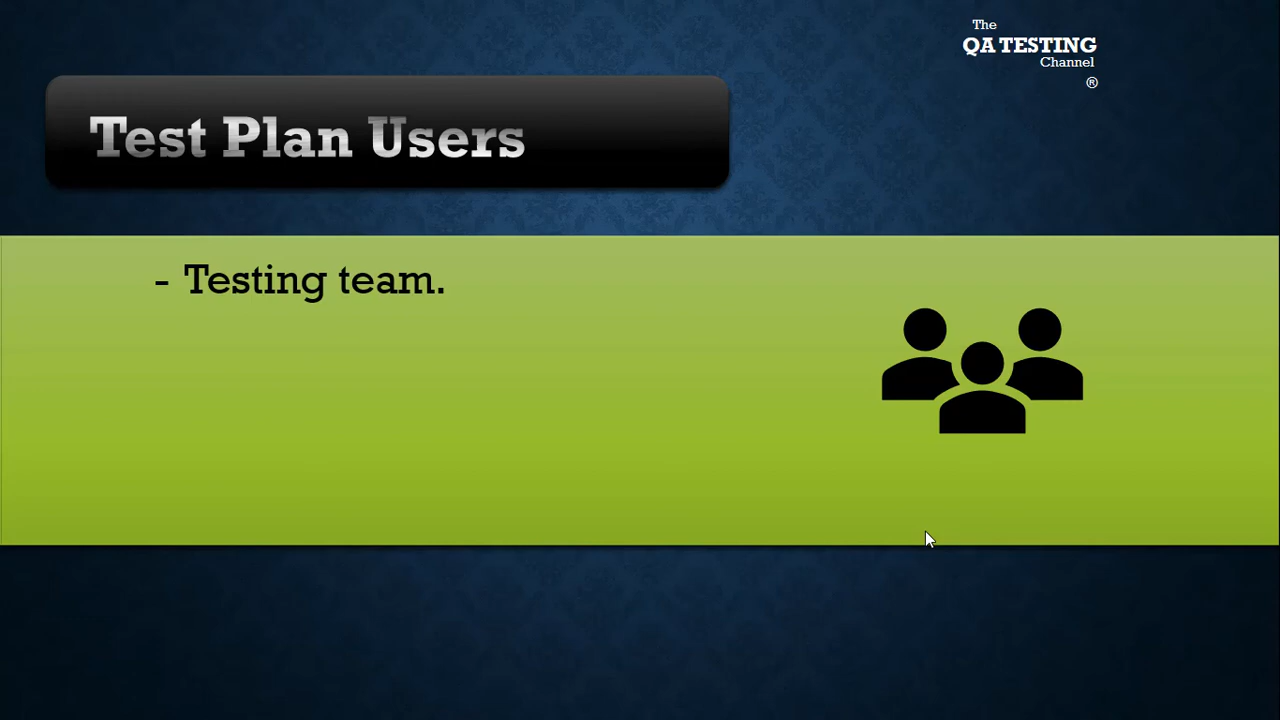 The
QA TESTING
Channel
®
Test Plan Users
- Testing team.